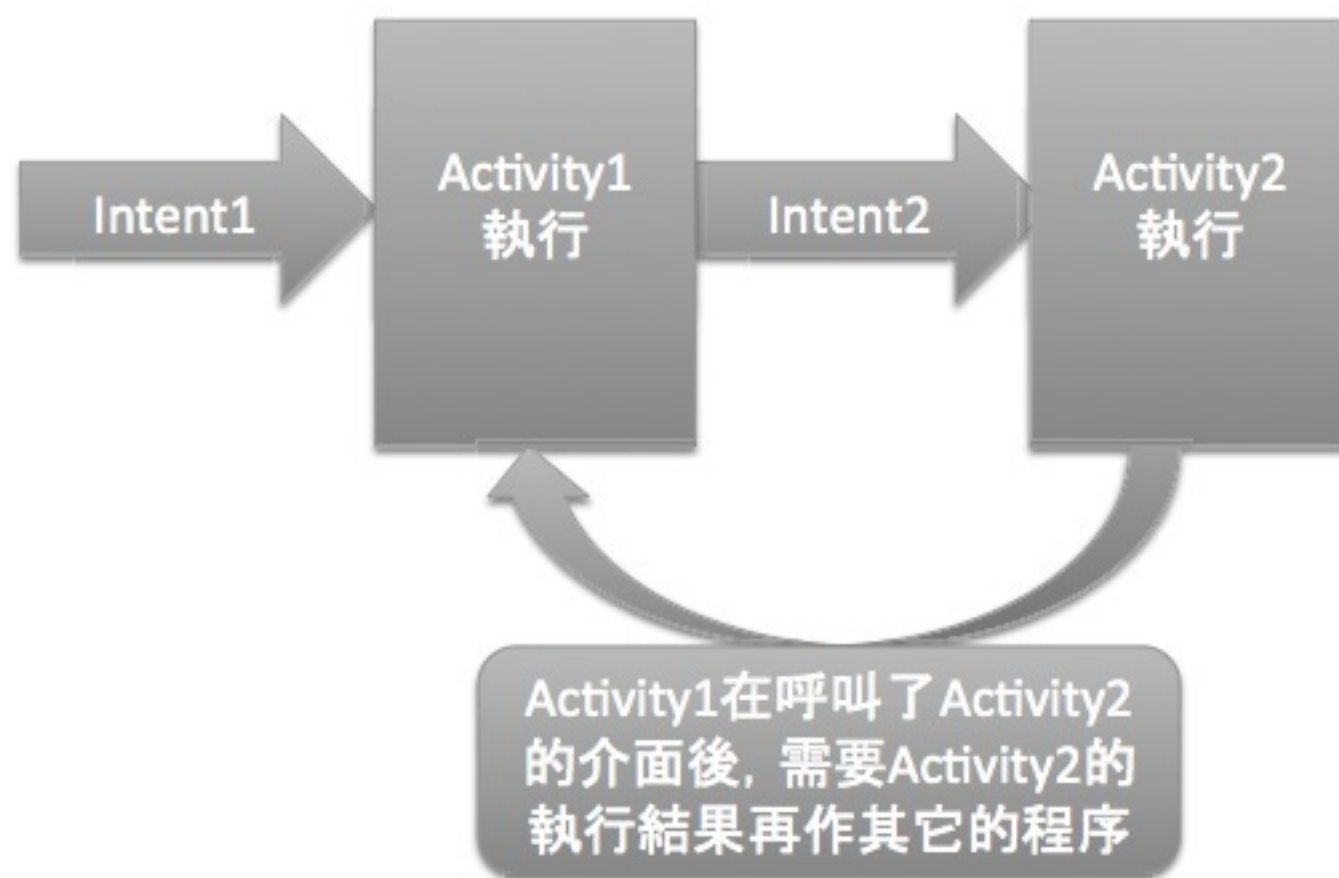 Intent1
Activity1
執行
Intent2
Activity2
執行
Activity1在呼叫了Activity2
的介面後, 需要Activity2的
執行結果再作其它的程序